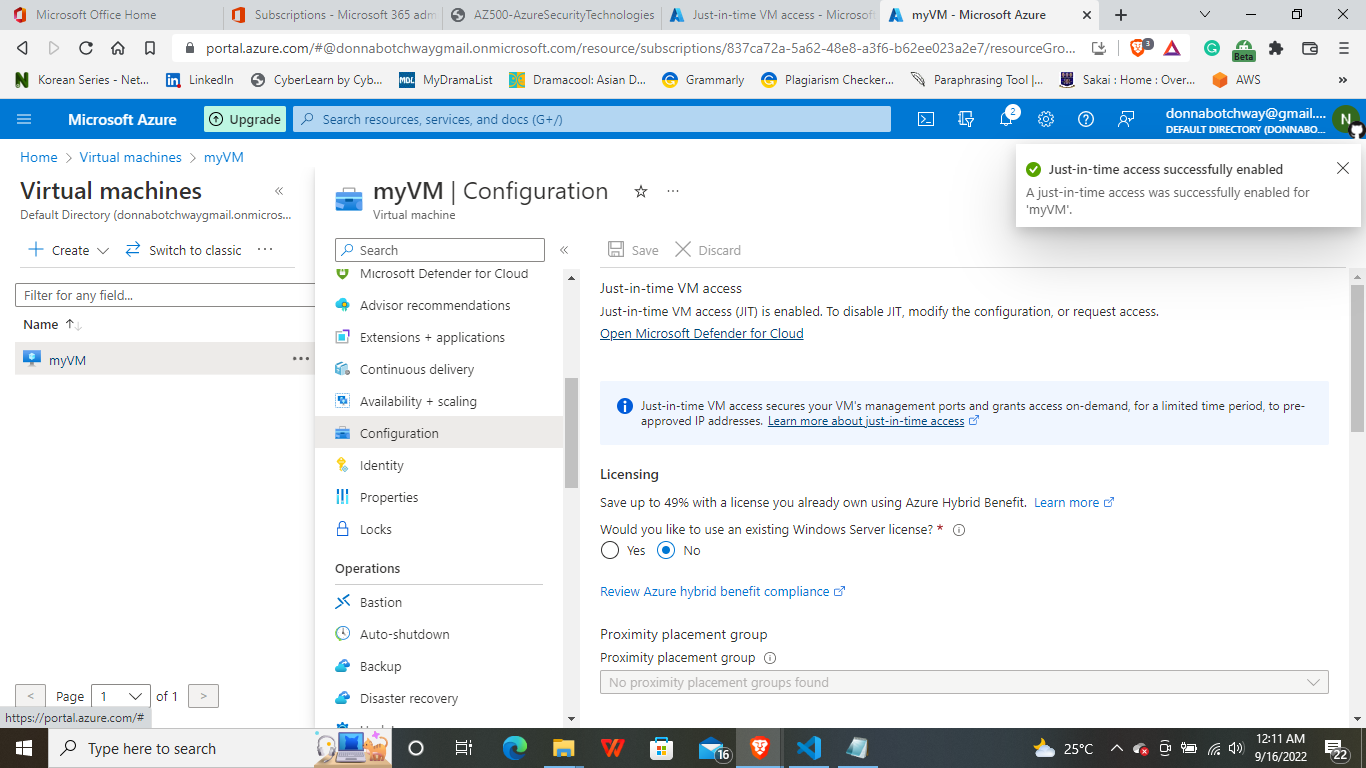 Microsoft Office Home
Subscriptions - Microsoft 365 adm
AZ500-AzureSecurityTechnologies
Just-in-time VM access - Microsoft
myVM - Microsoft Azure
portal.azure.com/#@donnabotchwaygmail.onmicrosoft.com/resource/subscriptions/837ca72a-5a62-48e8-a3f6-b62ee023a2e7/resourceGro...
3
Beta
Korean Series - Net...
LinkedIn
CyberLearn by Cyb...
MDL
MyDramaList
Dramacool: Asian D...
Grammarly
Plagiarism Checker...
Paraphrasing Tool |...
Sakai : Home : Over...
AWS
»
Microsoft Azure
Upgrade
Search resources, services, and docs (G+/)
2
donnabotchway@gmail....
DEFAULT DIRECTORY (DONNABO...
N
Home > Virtual machines > myVM
Just-in-time access successfully enabled
A just-in-time access was successfully enabled for
'myVM'.
Virtual machines
«
Default Directory (donnabotchwaygmail.onmicros...
Create
Switch to classic
...
Filter for any field...
Name
myVM
...
< Page 1 of 1 >
https://portal.azure.com/#
myVM | Configuration
...
Virtual machine
Search
«
Microsoft Defender for Cloud
Advisor recommendations
Extensions + applications
Continuous delivery
Availability + scaling
Configuration
Identity
Properties
Locks
Operations
Bastion
Auto-shutdown
Backup
Disaster recovery
Save
Discard
Just-in-time VM access
Just-in-time VM access (JIT) is enabled. To disable JIT, modify the configuration, or request access.
Open Microsoft Defender for Cloud
Just-in-time VM access secures your VM's management ports and grants access on-demand, for a limited time period, to pre-
approved IP addresses. Learn more about just-in-time access
Licensing
Save up to 49% with a license you already own using Azure Hybrid Benefit. Learn more
Would you like to use an existing Windows Server license? *
Yes
No
Review Azure hybrid benefit compliance
Proximity placement group
Proximity placement group
No proximity placement groups found
Type here to search
16
25°C
12:11 AM
9/16/2022
22